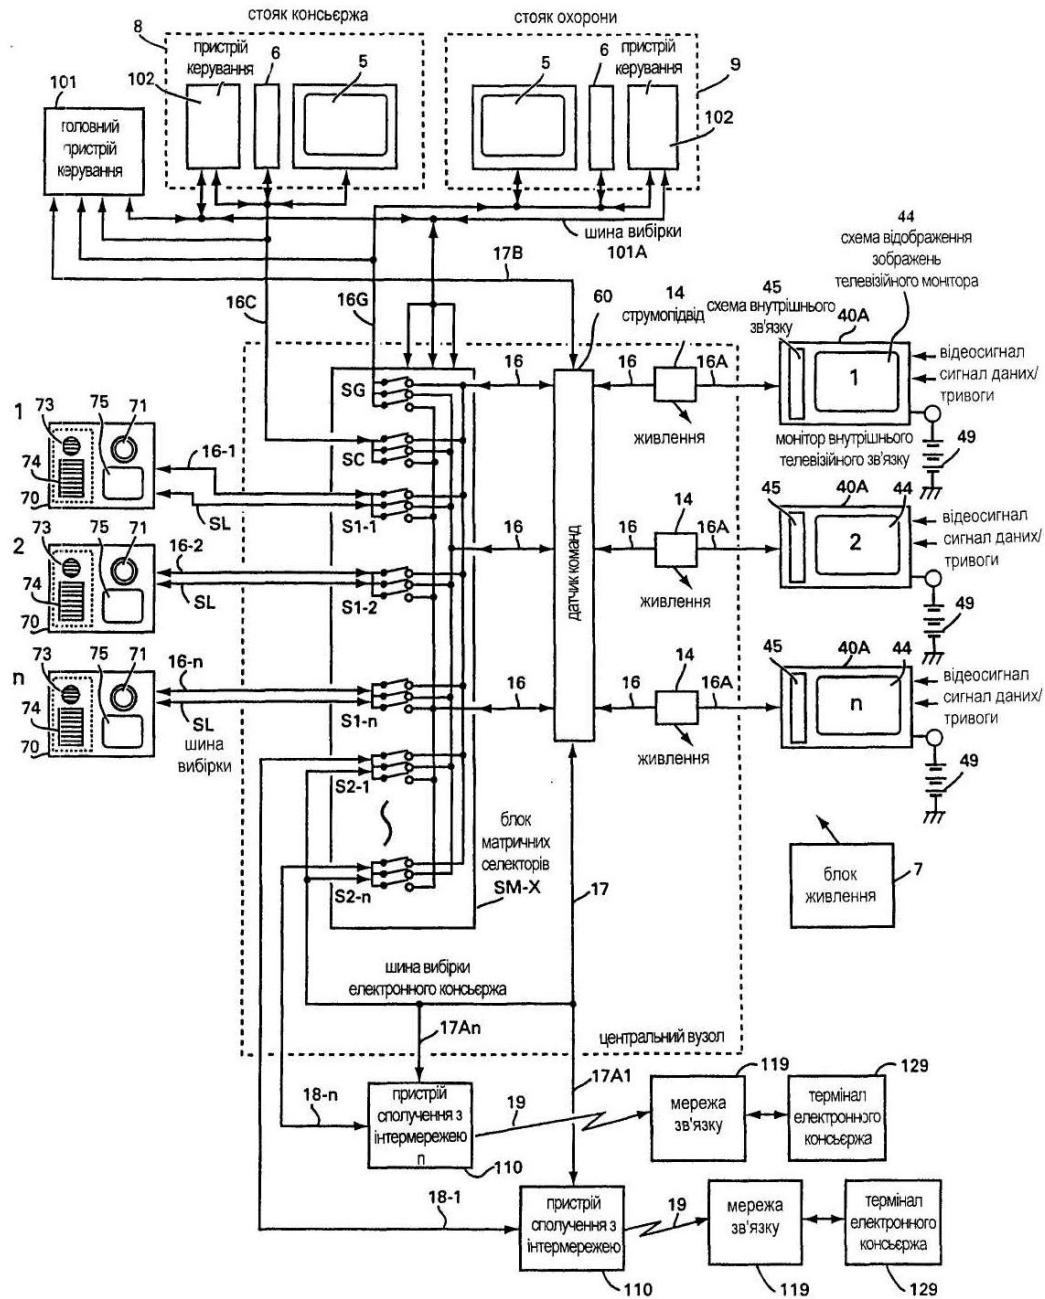 стояк консьєржа
стояк охорони
8
пристрій
керування
6
5
102
5
6
пристрій
керування
9
102
101
головний
пристрій
керування
шина вибірки
101A
17B
16C
16G
60
14
струмопідвід
45
схема внутрішнього
зв'язку
44
схема відображення
зображень
телевізійного монітора
40A
1
відеосигнал
сигнал даних/
тривоги
монітор внутрішнього
телевізійного зв'язку
49
SG
SC
16
16
16A
живлення
1
73
75
71
74
70
16-1
SL
S1-1
2
73
75
71
74
70
16-2
SL
S1-2
16
датчик команд
16
14
16A
живлення
45
40A
44
2
відеосигнал
сигнал даних/
тривоги
49
n
73
75
71
74
70
16-n
SL
шина
вибірки
S1-n
16
16
14
16A
живлення
45
40A
44
n
відеосигнал
сигнал даних/
тривоги
49
S2-1
S2-n
блок
матричних
селекторів
SM-X
17
блок
живлення
7
шина вибірки
електронного консьєржа
17An
центральний вузол
17A1
18-n
пристрій
сполучення з
інтермережею
n
110
19
119
мережа
зв'язку
129
термінал
електронного
консьєржа
18-1
пристрій
сполучення з
інтермережею
110
19
мережа
зв'язку
119
термінал
електронного
консьєржа
129